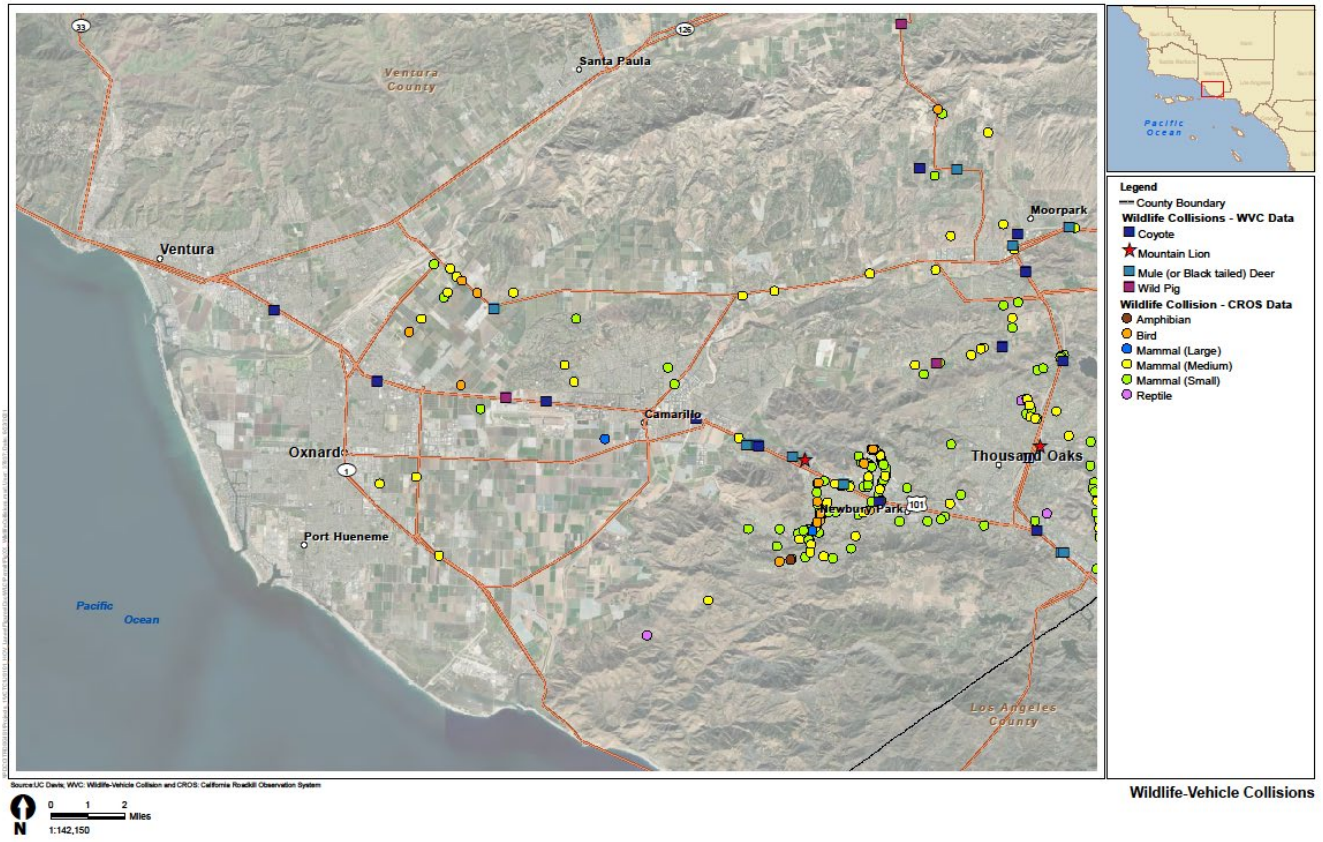 33
126
Santa Paula
Ventura
County
Moorpark
Ventura
Camarillo
Oxnard
1
Thousand Oaks
Newbury Park
101
Port Hueneme
Pacific
Ocean
Los Angeles
County
Pacific
Ocean
Legend
County Boundary
Wildlife Collisions - WVC Data
Coyote
Mountain Lion
Mule (or Black tailed) Deer
Wild Pig
Wildlife Collision - CROS Data
Amphibian
Bird
Mammal (Large)
Mammal (Medium)
Mammal (Small)
Reptile
Source:UC Davis; WVC: Wildlife-Vehicle Collision and CROS: California Roadkill Observation System
Wildlife-Vehicle Collisions
0 1 2
Miles
N
1:142,150